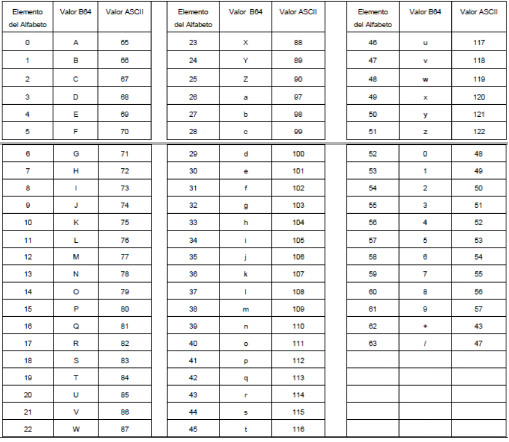 Elemento del Alfabeto Valor B64 Valor ASCII Elemento del Alfabeto Valor B64 Valor ASCII Elemento del Alfabeto Valor B64 Valor ASCII
0 A 65 23 X 88 46 u 117
1 B 66 24 Y 89 47 v 118
2 C 67 25 Z 90 48 w 119
3 D 68 26 a 97 49 x 120
4 E 69 27 b 98 50 y 121
5 F 70 28 c 99 51 z 122
6 G 71 29 d 100 52 0 48
7 H 72 30 e 101 53 1 49
8 I 73 31 f 102 54 2 50
9 J 74 32 g 103 55 3 51
10 K 75 33 h 104 56 4 52
11 L 76 34 i 105 57 5 53
12 M 77 35 j 106 58 6 54
13 N 78 36 k 107 59 7 55
14 O 79 37 l 108 60 8 56
15 P 80 38 m 109 61 9 57
16 Q 81 39 n 110 62 + 43
17 R 82 40 o 111 63 / 47
18 S 83 41 p 112
19 T 84 42 q 113
20 U 85 43 r 114
21 V 86 44 s 115
22 W 87 45 t 116